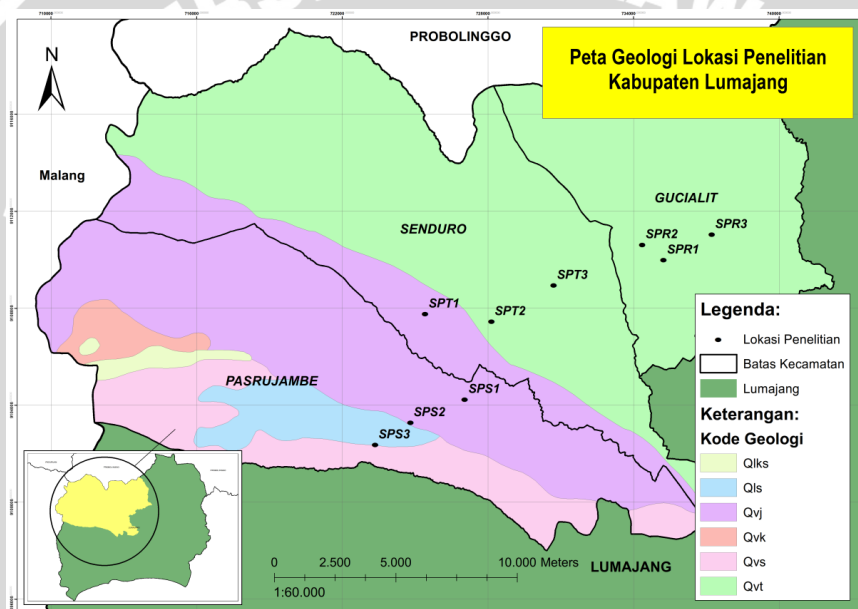 Peta Geologi Lokasi Penelitian
Kabupaten Lumajang
PROBOLINGGO
N
Malang
GUCIALIT
SENDURO
SPR3
SPR2
SPR1
SPT3
SPT1
SPT2
PASRUJAMBE
SPS1
SPS2
SPS3
LUMAJANG
Legenda:
Lokasi Penelitian
Batas Kecamatan
Lumajang
Keterangan:
Kode Geologi
Qlks
Qls
Qvj
Qvk
Qvs
Qvt
0 2.500 5.000 10.000 Meters
1:60.000